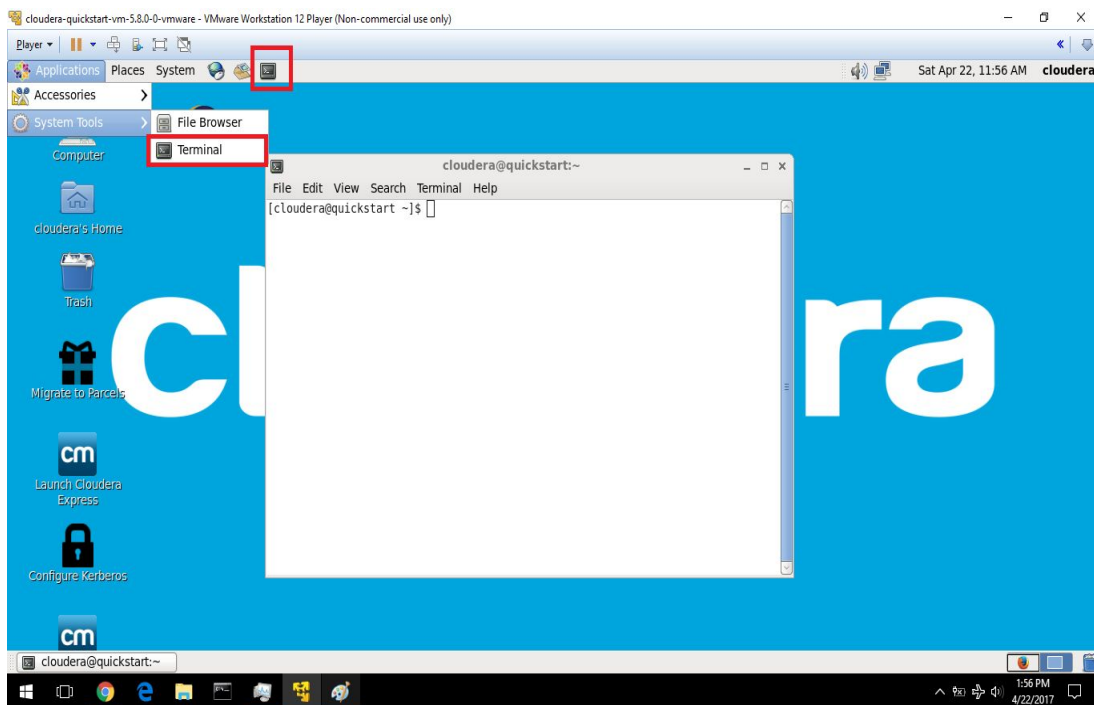 cloudera-quickstart-vm-5.8.0-0-vmware - VMware Workstation 12 Player (Non-commercial use only)
Player
Applications Places System Sat Apr 22, 11:56 AM cloudera
Accessories
System Tools
File Browser
Terminal
Computer
cloudera@quickstart:~
File Edit View Search Terminal Help
[cloudera@quickstart ~]$
cloudera's Home
Trash
cl
ra
Migrate to Parcels
cm
Launch Cloudera
Express
Configure Kerberos
cm
cloudera@quickstart:~
1:56 PM
4/22/2017